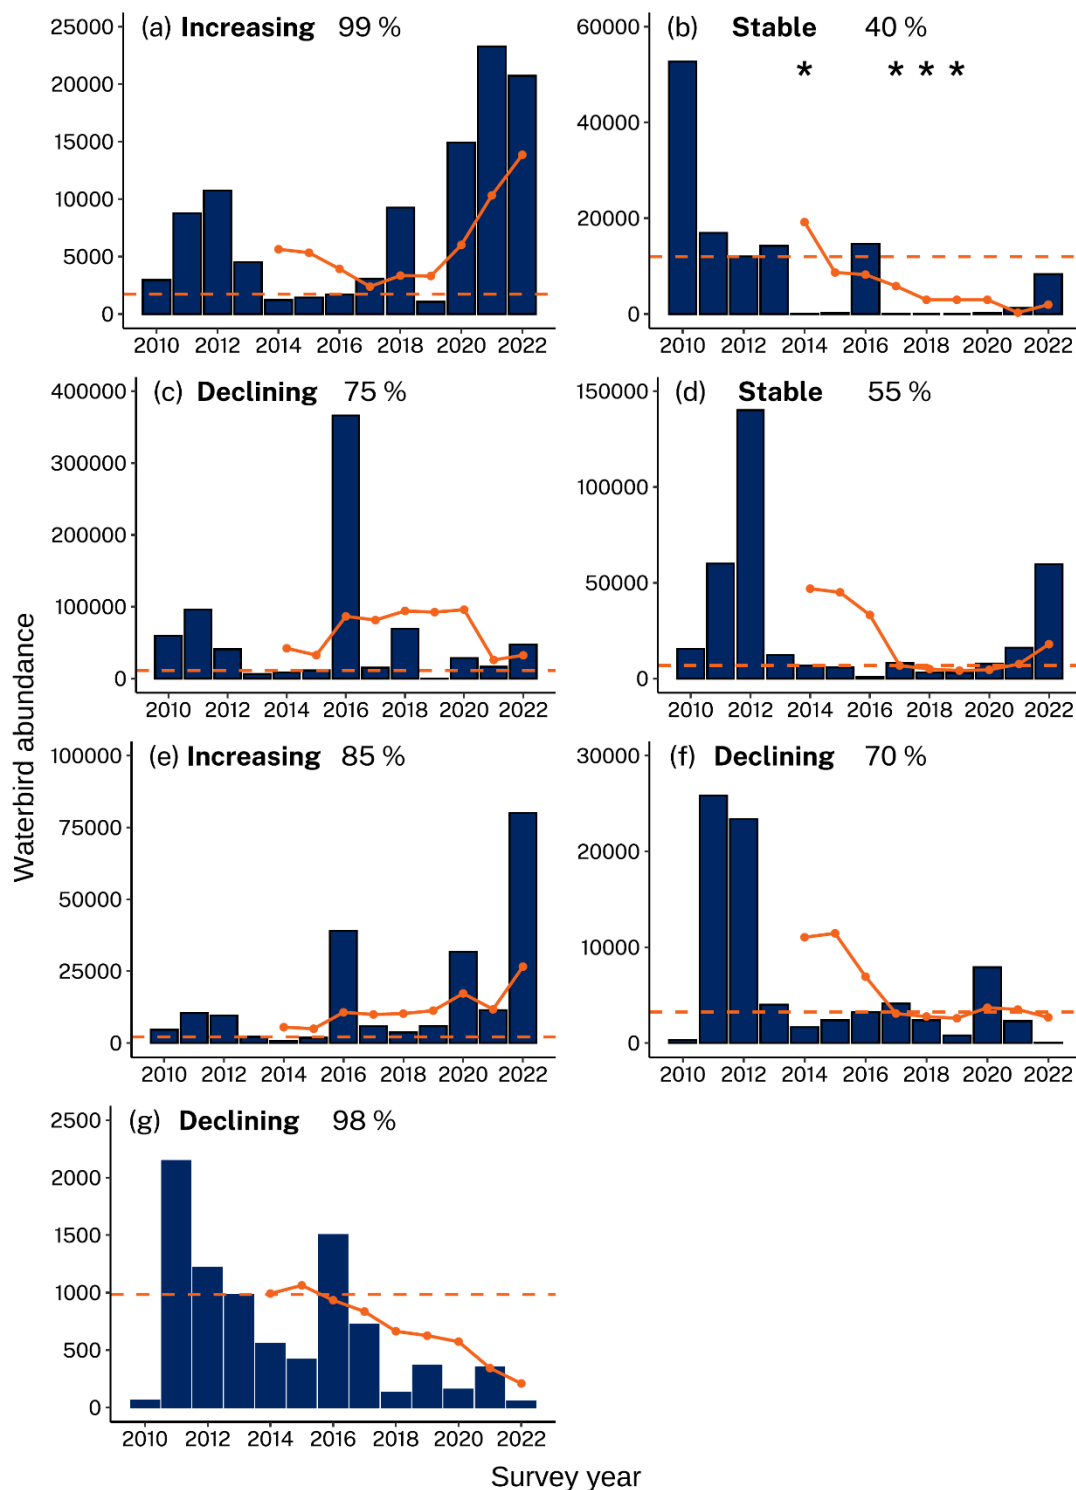 (a) Increasing 99 %
25000
20000
15000
10000
5000
0
2010 2012 2014 2016 2018 2020 2022
(b) Stable 40 %
* * * *
60000
40000
20000
0
2010 2012 2014 2016 2018 2020 2022
(c) Declining 75 %
400000
300000
200000
100000
0
2010 2012 2014 2016 2018 2020 2022
(d) Stable 55 %
150000
100000
50000
0
2010 2012 2014 2016 2018 2020 2022
Waterbird abundance
(e) Increasing 85 %
100000
75000
50000
25000
0
2010 2012 2014 2016 2018 2020 2022
(f) Declining 70 %
30000
20000
10000
0
2010 2012 2014 2016 2018 2020 2022
(g) Declining 98 %
2500
2000
1500
1000
500
0
2010 2012 2014 2016 2018 2020 2022
Survey year